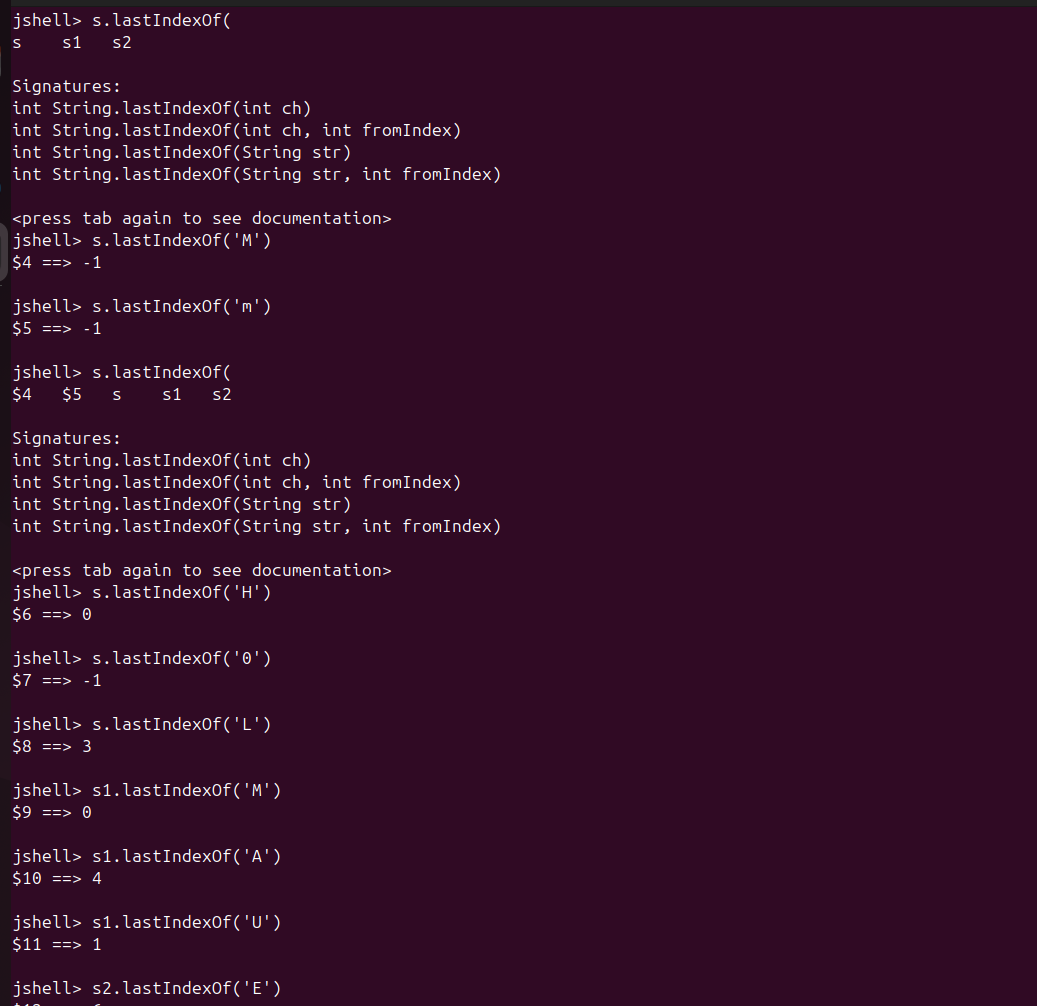 jshell> s.lastIndexOf(
s    s1   s2
Signatures:
int String.lastIndexOf(int ch)
int String.lastIndexOf(int ch, int fromIndex)
int String.lastIndexOf(String str)
int String.lastIndexOf(String str, int fromIndex)
<press tab again to see documentation>
jshell> s.lastIndexOf('M')
$4 ==> -1
jshell> s.lastIndexOf('m')
$5 ==> -1
jshell> s.lastIndexOf(
$4   $5   s    s1   s2
Signatures:
int String.lastIndexOf(int ch)
int String.lastIndexOf(int ch, int fromIndex)
int String.lastIndexOf(String str)
int String.lastIndexOf(String str, int fromIndex)
<press tab again to see documentation>
jshell> s.lastIndexOf('H')
$6 ==> 0
jshell> s.lastIndexOf('0')
$7 ==> -1
jshell> s.lastIndexOf('L')
$8 ==> 3
jshell> s1.lastIndexOf('M')
$9 ==> 0
jshell> s1.lastIndexOf('A')
$10 ==> 4
jshell> s1.lastIndexOf('U')
$11 ==> 1
jshell> s2.lastIndexOf('E')